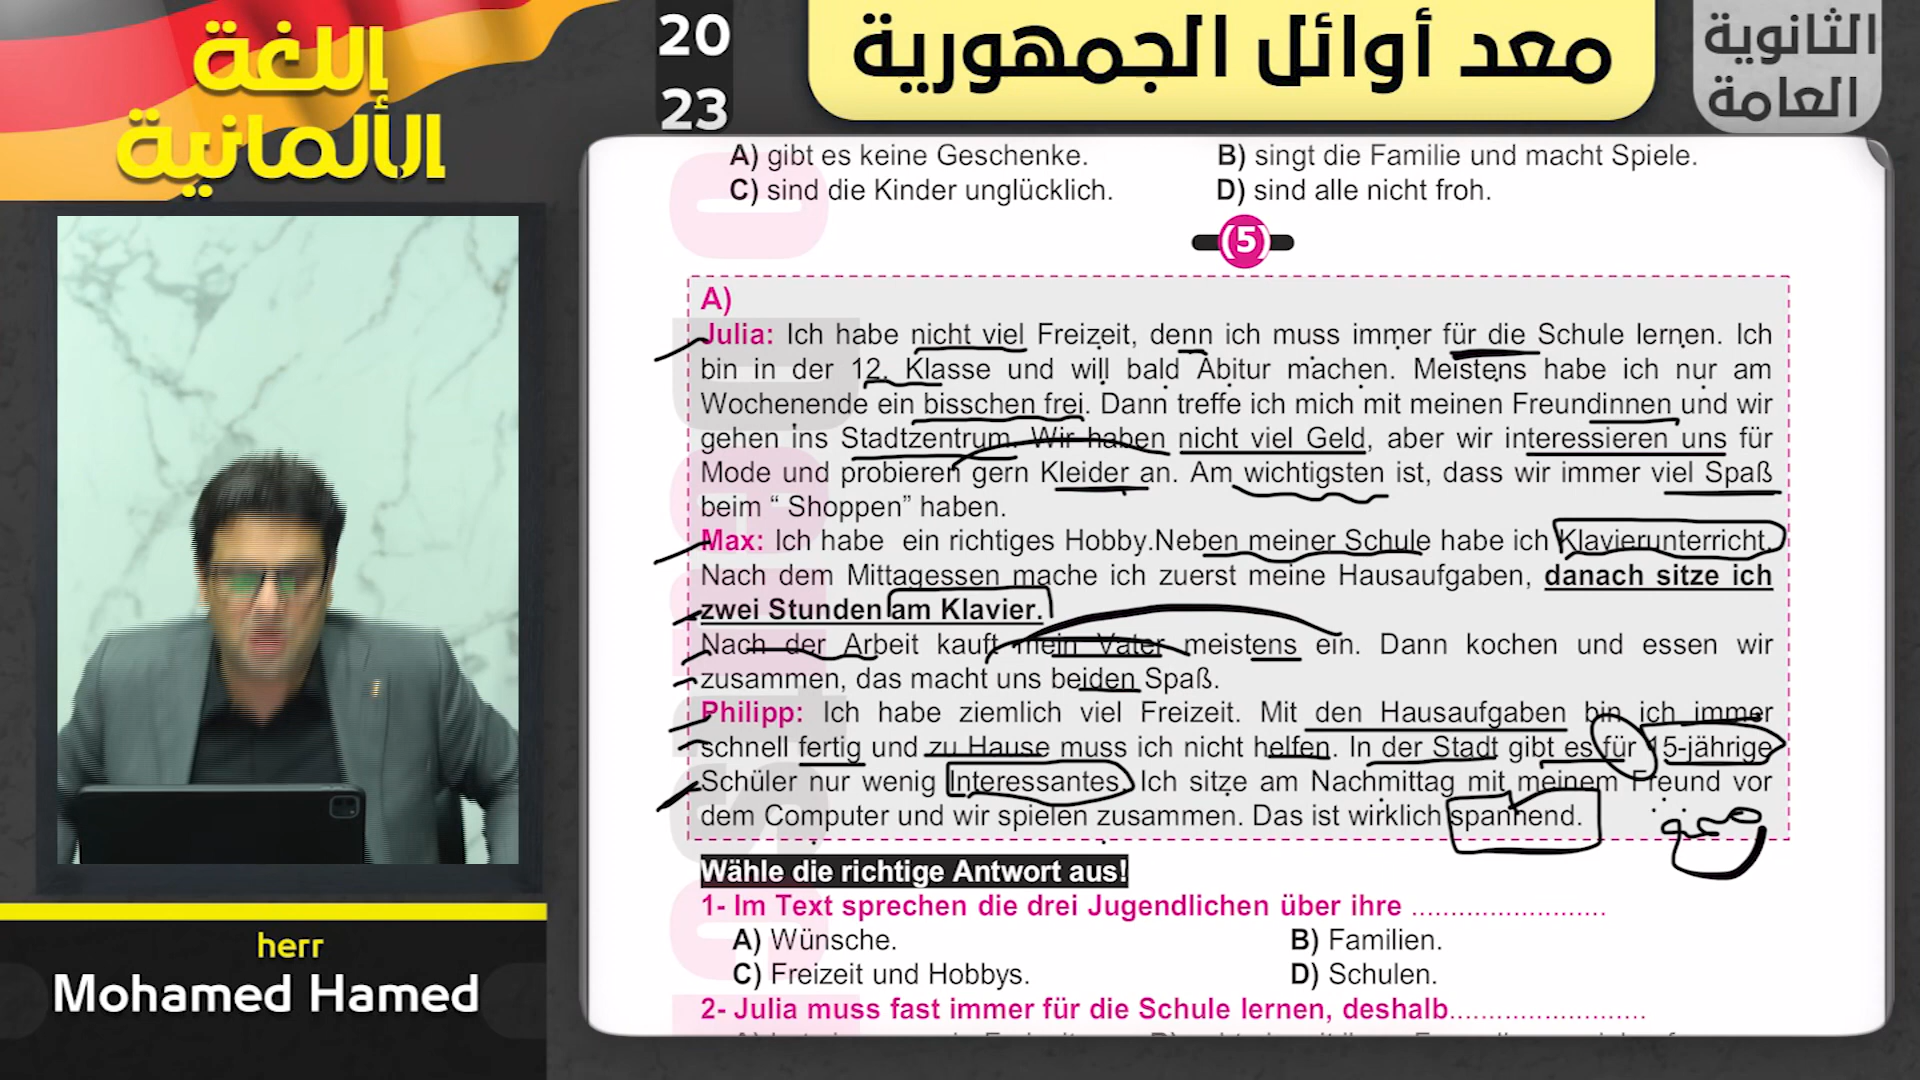 اللغة
الألمانية
20
23
معد أوائل الجمهورية
الثانوية
العامة
A) gibt es keine Geschenke. B) singt die Familie und macht Spiele.
C) sind die Kinder unglücklich. D) sind alle nicht froh.
(5)
A)
Julia: Ich habe nicht viel Freizeit, denn ich muss immer für die Schule lernen. Ich
bin in der 12. Klasse und will bald Abitur machen. Meistens habe ich nur am
Wochenende ein bisschen frei. Dann treffe ich mich mit meinen Freundinnen und wir
gehen ins Stadtzentrum. Wir haben nicht viel Geld, aber wir interessieren uns für
Mode und probieren gern Kleider an. Am wichtigsten ist, dass wir immer viel Spaß
beim “ Shoppen” haben.
Max: Ich habe ein richtiges Hobby.Neben meiner Schule habe ich Klavierunterricht.
Nach dem Mittagessen mache ich zuerst meine Hausaufgaben, danach sitze ich
zwei Stunden am Klavier.
Nach der Arbeit kauft mein Vater meistens ein. Dann kochen und essen wir
zusammen, das macht uns beiden Spaß.
Philipp: Ich habe ziemlich viel Freizeit. Mit den Hausaufgaben bin ich immer
schnell fertig und zu Hause muss ich nicht helfen. In der Stadt gibt es für 15-jährige
Schüler nur wenig Interessantes. Ich sitze am Nachmittag mit meinem Freund vor
dem Computer und wir spielen zusammen. Das ist wirklich spannend.
Wähle die richtige Antwort aus!
1- Im Text sprechen die drei Jugendlichen über ihre .........................
A) Wünsche. B) Familien.
C) Freizeit und Hobbys. D) Schulen.
2- Julia muss fast immer für die Schule lernen, deshalb.........................
herr
Mohamed Hamed